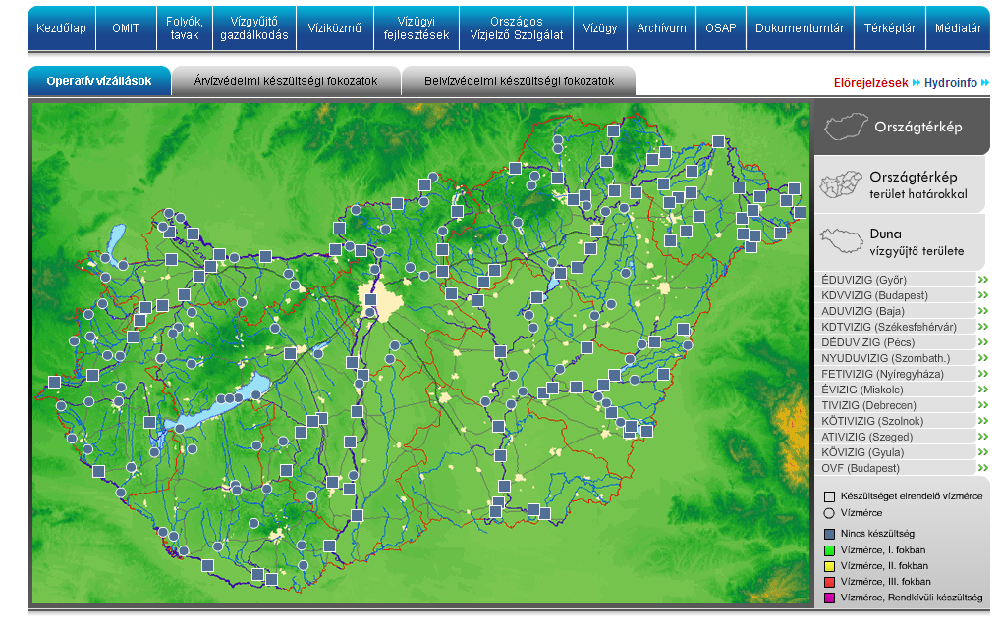 Kezdőlap
OMIT
Folyók,
tavak
Vízgyűjtő
gazdálkodás
Víziközmű
Vízügyi
fejlesztések
Országos
Vízjelző Szolgálat
Vízügy
Archívum
OSAP
Dokumentumtár
Térképtár
Médiatár
Operatív vízállások
Árvízvédelmi készültségi fokozatok
Belvízvédelmi készültségi fokozatok
Előrejelzések
Hydroinfo
Országtérkép
Országtérkép
terület határokkal
Duna
vízgyűjtő területe
ÉDUVIZIG (Győr)
KDVVIZIG (Budapest)
ADUVIZIG (Baja)
KDTVIZIG (Székesfehérvár)
DÉDUVIZIG (Pécs)
NYUDUVIZIG (Szombath.)
FETIVIZIG (Nyíregyháza)
ÉVIZIG (Miskolc)
TIVIZIG (Debrecen)
KÖTIVIZIG (Szolnok)
ATIVIZIG (Szeged)
KÖVIZIG (Gyula)
OVF (Budapest)
Készültséget elrendelő vízmérce
Vízmérce
Nincs készültség
Vízmérce, I. fokban
Vízmérce, II. fokban
Vízmérce, III. fokban
Vízmérce, Rendkívüli készültség